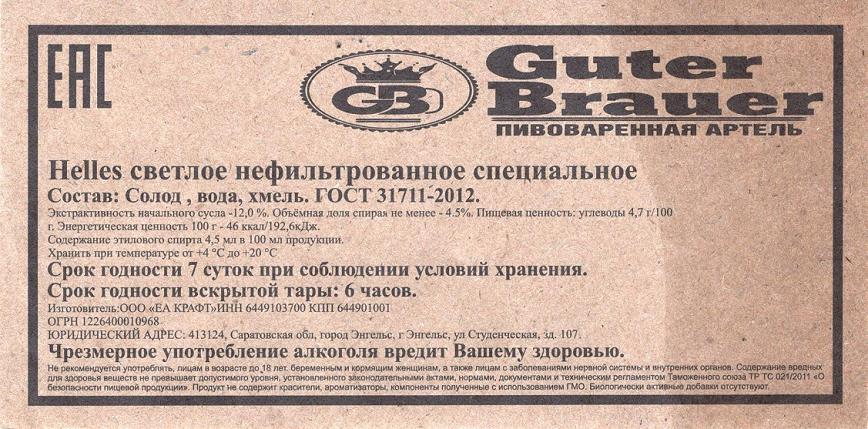 ЕАС
GB
Guter
Brauer
ПИВОВАРЕННАЯ АРТЕЛЬ
Helles светлое нефильтрованное специальное
Состав: Солод , вода, хмель. ГОСТ 31711-2012.
Экстрактивность начального сусла -12,0 %. Объёмная доля спирая не менее - 4.5%. Пищевая ценность: углеводы 4,7 г/100
г. Энергетическая ценность 100 г - 46 ккал/192,6кДж.
Содержание этилового спирта 4,5 мл в 100 мл продукции.
Хранить при температуре от +4 °С до +20 °С
Срок годности 7 суток при соблюдении условий хранения.
Срок годности вскрытой тары: 6 часов.
Изготовитель:ООО «ЕА КРАФТ»ИНН 6449103700 КПП 644901001
ОГРН 1226400010968
ЮРИДИЧЕСКИЙ АДРЕС: 413124, Саратовская обл, город Энгельс, г Энгельс, ул Студенческая, зд. 107.
Чрезмерное употребление алкоголя вредит Вашему здоровью.
Не рекомендуется употреблять, лицам в возрасте до 18 лет, беременным и кормящим женщинам, а также лицам с заболеваниями нервной системы и внутренних органов. Содержание вредных
для здоровья веществ не превышает допустимого уровня, установленного законодательными актами, нормами, документами и техническим регламентом Таможенного союза ТР ТС 021/2011 «О
безопасности пищевой продукции». Продукт не содержит красители, ароматизаторы, компоненты полученные с использованием ГМО. Биологически активные добавки отсутствуют.